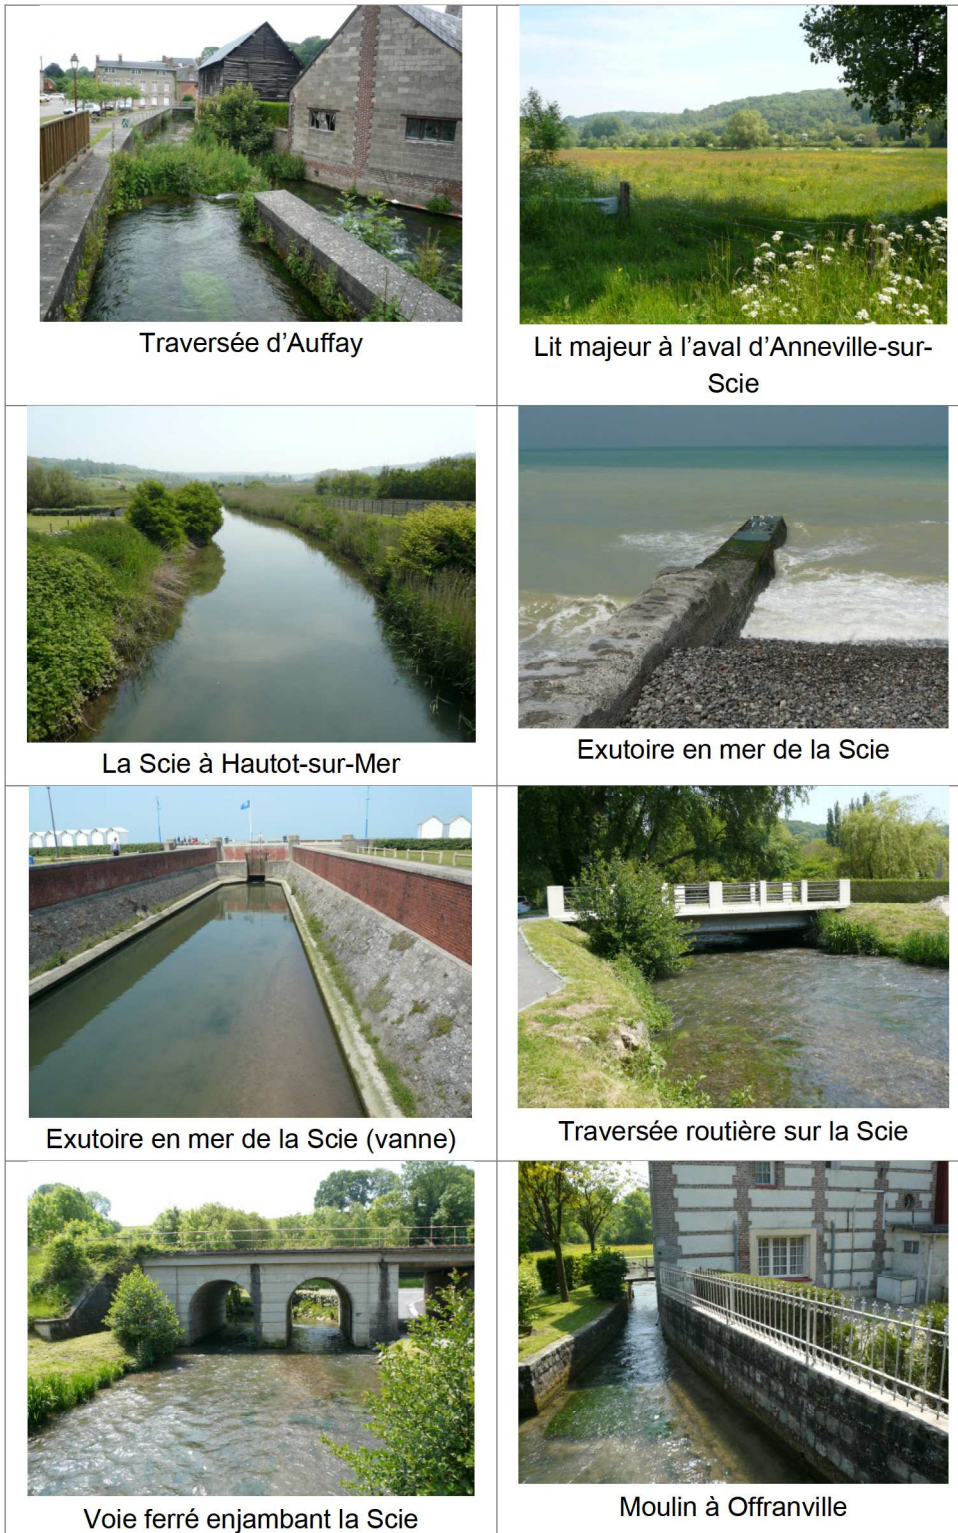 Traversée d'Auffay
Lit majeur à l'aval d'Anneville-sur-
Scie
La Scie à Hautot-sur-Mer
Exutoire en mer de la Scie
Exutoire en mer de la Scie (vanne)
Traversée routière sur la Scie
Voie ferré enjambant la Scie
Moulin à Offranville